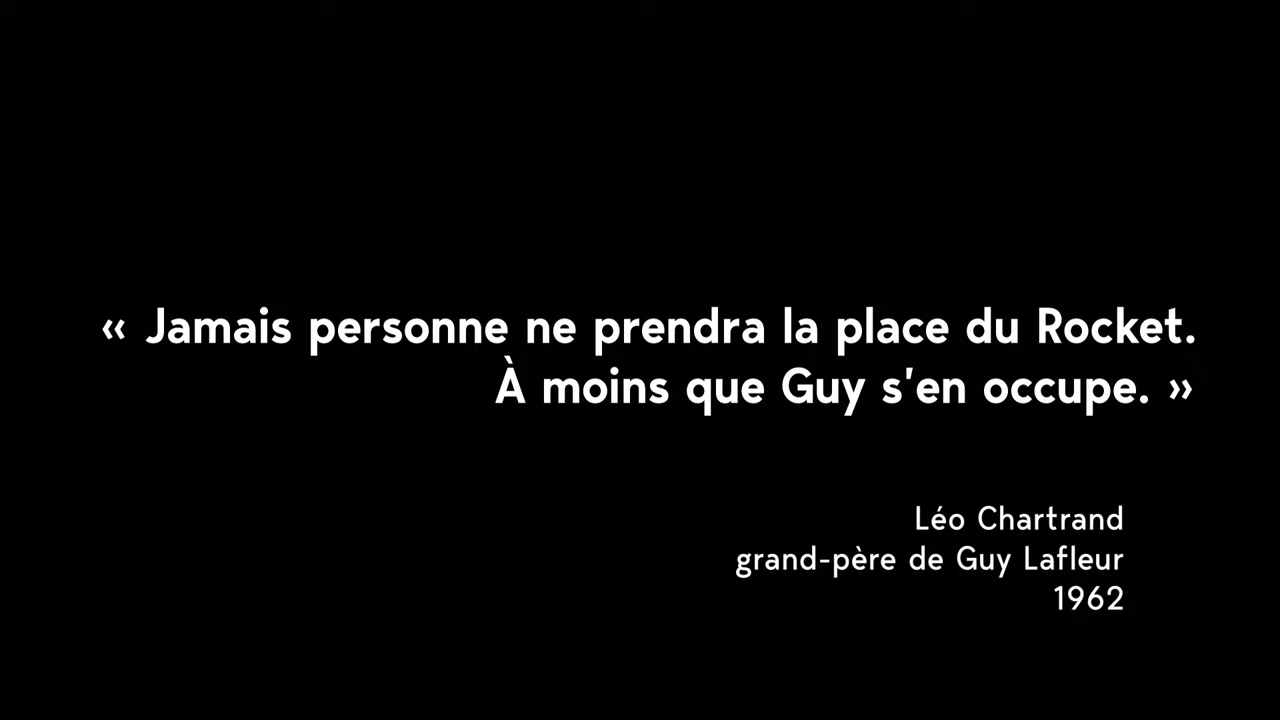 « Jamais personne ne prendra la place du Rocket.
À moins que Guy s'en occupe. »
Léo Chartrand
grand-père de Guy Lafleur
1962